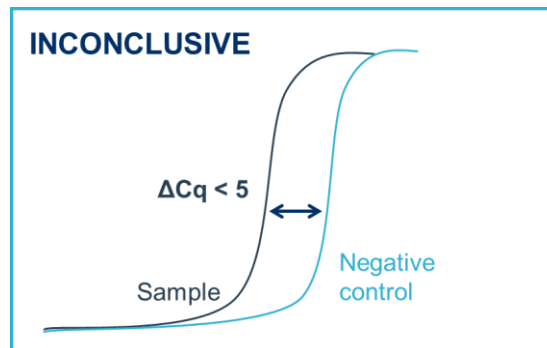 INCONCLUSIVE
ΔCq < 5
Sample
Negative
control